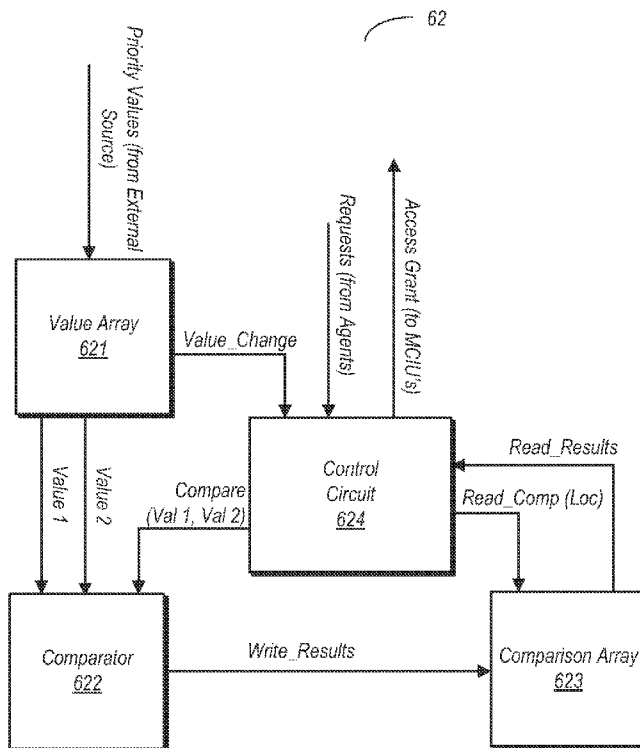 62
Priority Values (from External
Source)
Requests (from Agents)
Access Grant (to MCIU's)
Value Array
621
Value_Change
Value 1
Value 2
Compare
(Val 1, Val 2)
Control
Circuit
624
Read_Results
Read_Comp (Loc)
Comparator
622
Write_Results
Comparison Array
623